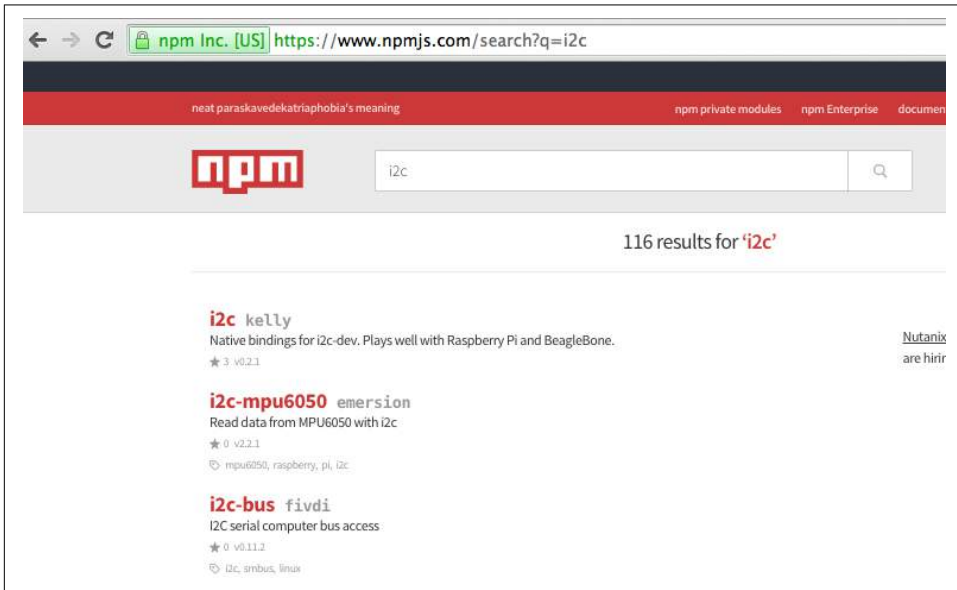 npm Inc. [US] https://www.npmjs.com/search?q=i2c
neat paraskavedekatriaphobia's meaning npm private modules npm Enterprise documen
npm i2c
116 results for ‘i2c’
i2c kelly
Native bindings for i2c-dev. Plays well with Raspberry Pi and BeagleBone.
3 v0.2.1
Nutanix
are hirin
i2c-mpu6050 emersion
Read data from MPU6050 with i2c
0 v2.2.1
mpu6050, raspberry, pi, i2c
i2c-bus fivdi
I2C serial computer bus access
0 v0.11.2
i2c, smbus, linux